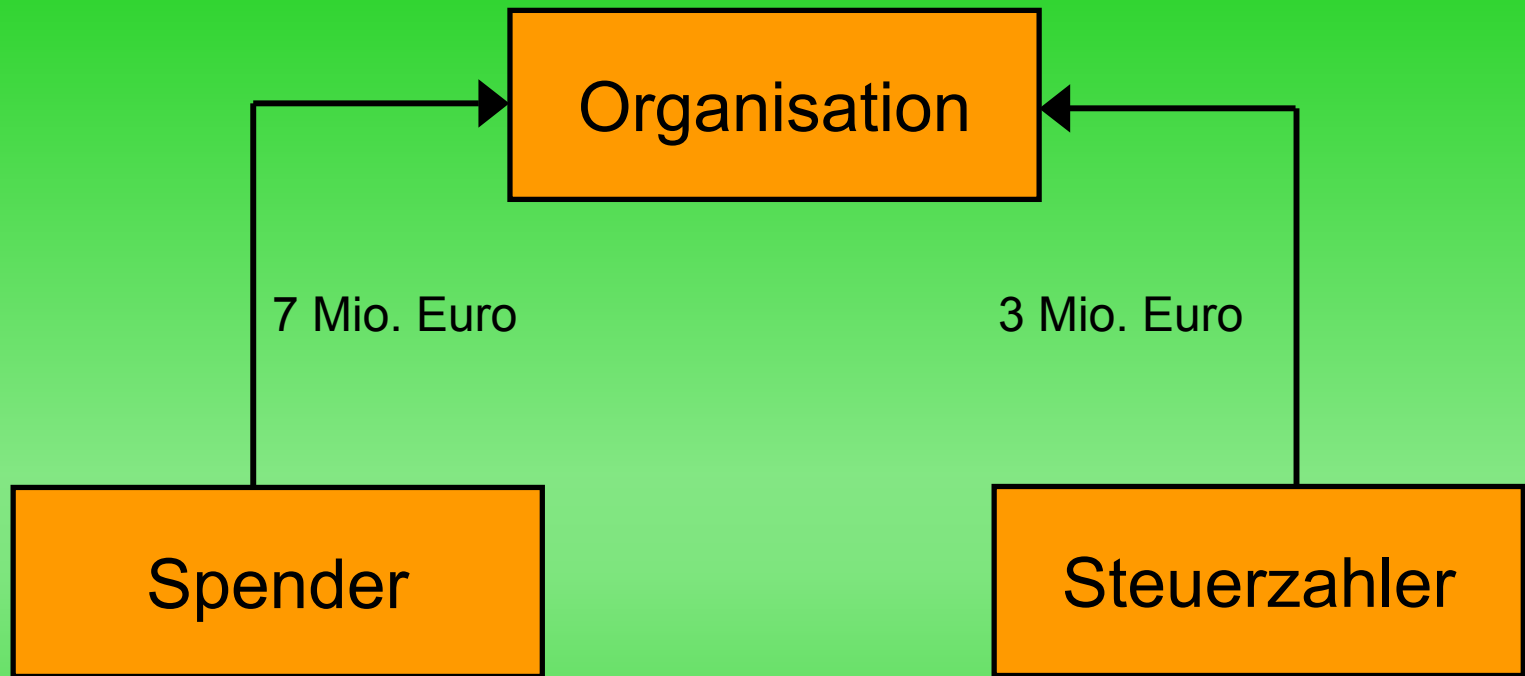 Organisation
7 Mio. Euro
3 Mio. Euro
Spender
Steuerzahler